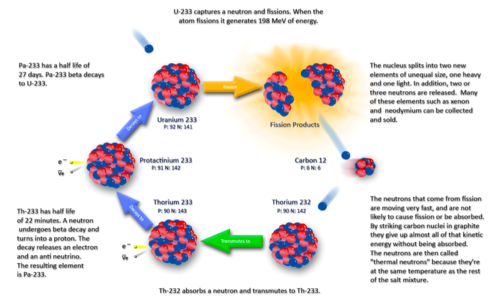 U-233 captures a neutron and fissions. When the
atom fissions it generates 198 MeV of energy.
Pa-233 has a half life of
27 days. Pa-233 beta decays
to U-233.
Fission
The nucleus splits into two new
elements of unequal size, one heavy
and one light. In addition, two or
three neutrons are released. Many
of these elements such as xenon
and neodymium can be collected
and sold.
Uranium 233
P: 92 N: 141
Fission Products
Decays to
Protactinium 233
P: 91 N: 142
Carbon 12
P: 6 N: 6
e⁻
ν̅e
Th-233 has half life
of 22 minutes. A neutron
undergoes beta decay and
turns into a proton. The
decay releases an electron
and an anti neutrino.
The resulting element
is Pa-233.
Decays to
Thorium 233
P: 90 N: 143
e⁻
ν̅e
Transmutes to
Thorium 232
P: 90 N: 142
The neutrons that come from fission
are moving very fast, and are not
likely to cause fission or be absorbed.
By striking carbon nuclei in graphite
they give up almost all of that kinetic
energy without being absorbed.
The neutrons are then called
"thermal neutrons" because they're
at the same temperature as the rest
of the salt mixture.
Th-232 absorbs a neutron and transmutes to Th-233.